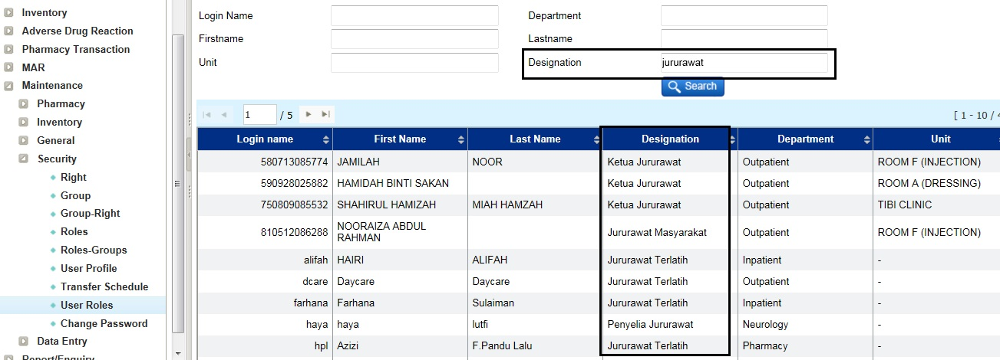 Inventory
Adverse Drug Reaction
Pharmacy Transaction
MAR
Maintenance
Pharmacy
Inventory
General
Security
Right
Group
Group-Right
Roles
Roles-Groups
User Profile
Transfer Schedule
User Roles
Change Password
Data Entry
Report/Enquiry
Login Name Department
Firstname Lastname
Unit Designation jururawat
Search
1 / 5 [ 1 - 10 / 4
Login name First Name Last Name Designation Department Unit
580713085774 JAMILAH NOOR Ketua Jururawat Outpatient ROOM F (INJECTION)
590928025882 HAMIDAH BINTI SAKAN Ketua Jururawat Outpatient ROOM A (DRESSING)
750809085532 SHAHIRUL HAMIZAH MIAH HAMZAH Ketua Jururawat Outpatient TIBI CLINIC
810512086288 NOORAIZA ABDUL RAHMAN Jururawat Masyarakat Outpatient ROOM F (INJECTION)
alifah HAIRI ALIFAH Jururawat Terlatih Inpatient -
dcare Daycare Daycare Jururawat Terlatih Outpatient -
farhana Farhana Sulaiman Jururawat Terlatih Inpatient -
haya haya lutfi Penyelia Jururawat Neurology -
hpl Azizi F.Pandu Lalu Jururawat Terlatih Pharmacy -